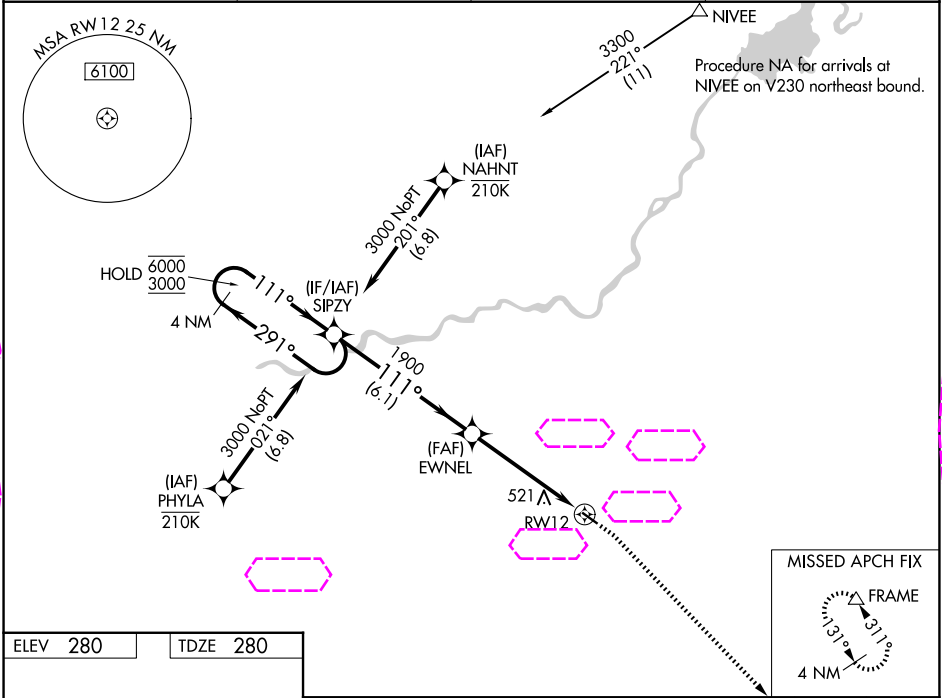 MSA RW12 25 NM
6100
NIVEE
3300
221°
(11)
Procedure NA for arrivals at
NIVEE on V230 northeast bound.
(IAF)
NAHNT
210K
3000 NoPT
201°
(6.8)
HOLD 6000
3000
4 NM
111°
291°
(IF/IAF)
SIPZY
1900
111°
(6.1)
3000 NoPT
021°
(6.8)
(IAF)
PHYLA
210K
(FAF)
EWNEL
521
RW12
MISSED APCH FIX
FRAME
131°
311°
4 NM
ELEV 280
TDZE 280